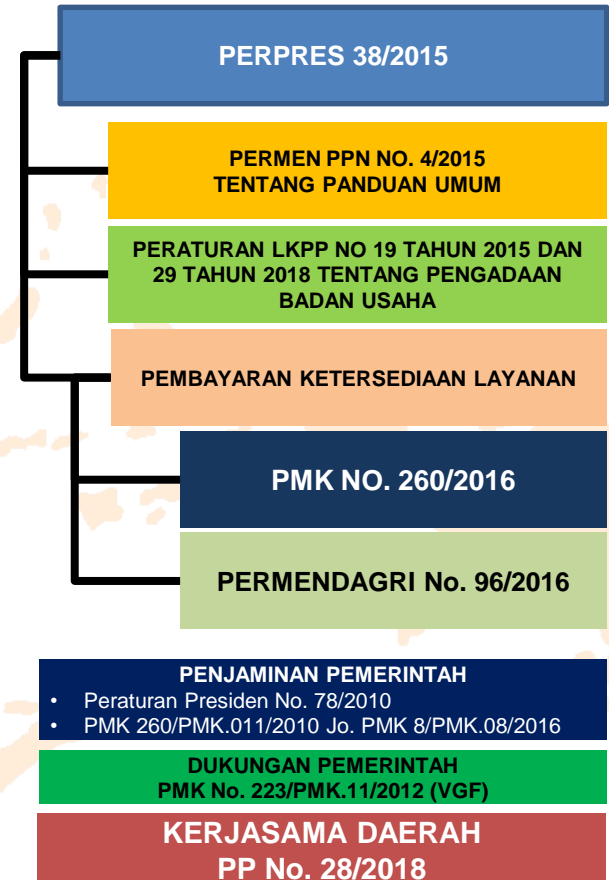 PERPRES 38/2015
PERMEN PPN NO. 4/2015
TENTANG PANDUAN UMUM
PERATURAN LKPP NO 19 TAHUN 2015 DAN
29 TAHUN 2018 TENTANG PENGADAAN
BADAN USAHA
PEMBAYARAN KETERSEDIAAN LAYANAN
PMK NO. 260/2016
PERMENDAGRI No. 96/2016
PENJAMINAN PEMERINTAH
• Peraturan Presiden No. 78/2010
• PMK 260/PMK.011/2010 Jo. PMK 8/PMK.08/2016
DUKUNGAN PEMERINTAH
PMK No. 223/PMK.11/2012 (VGF)
KERJASAMA DAERAH
PP No. 28/2018